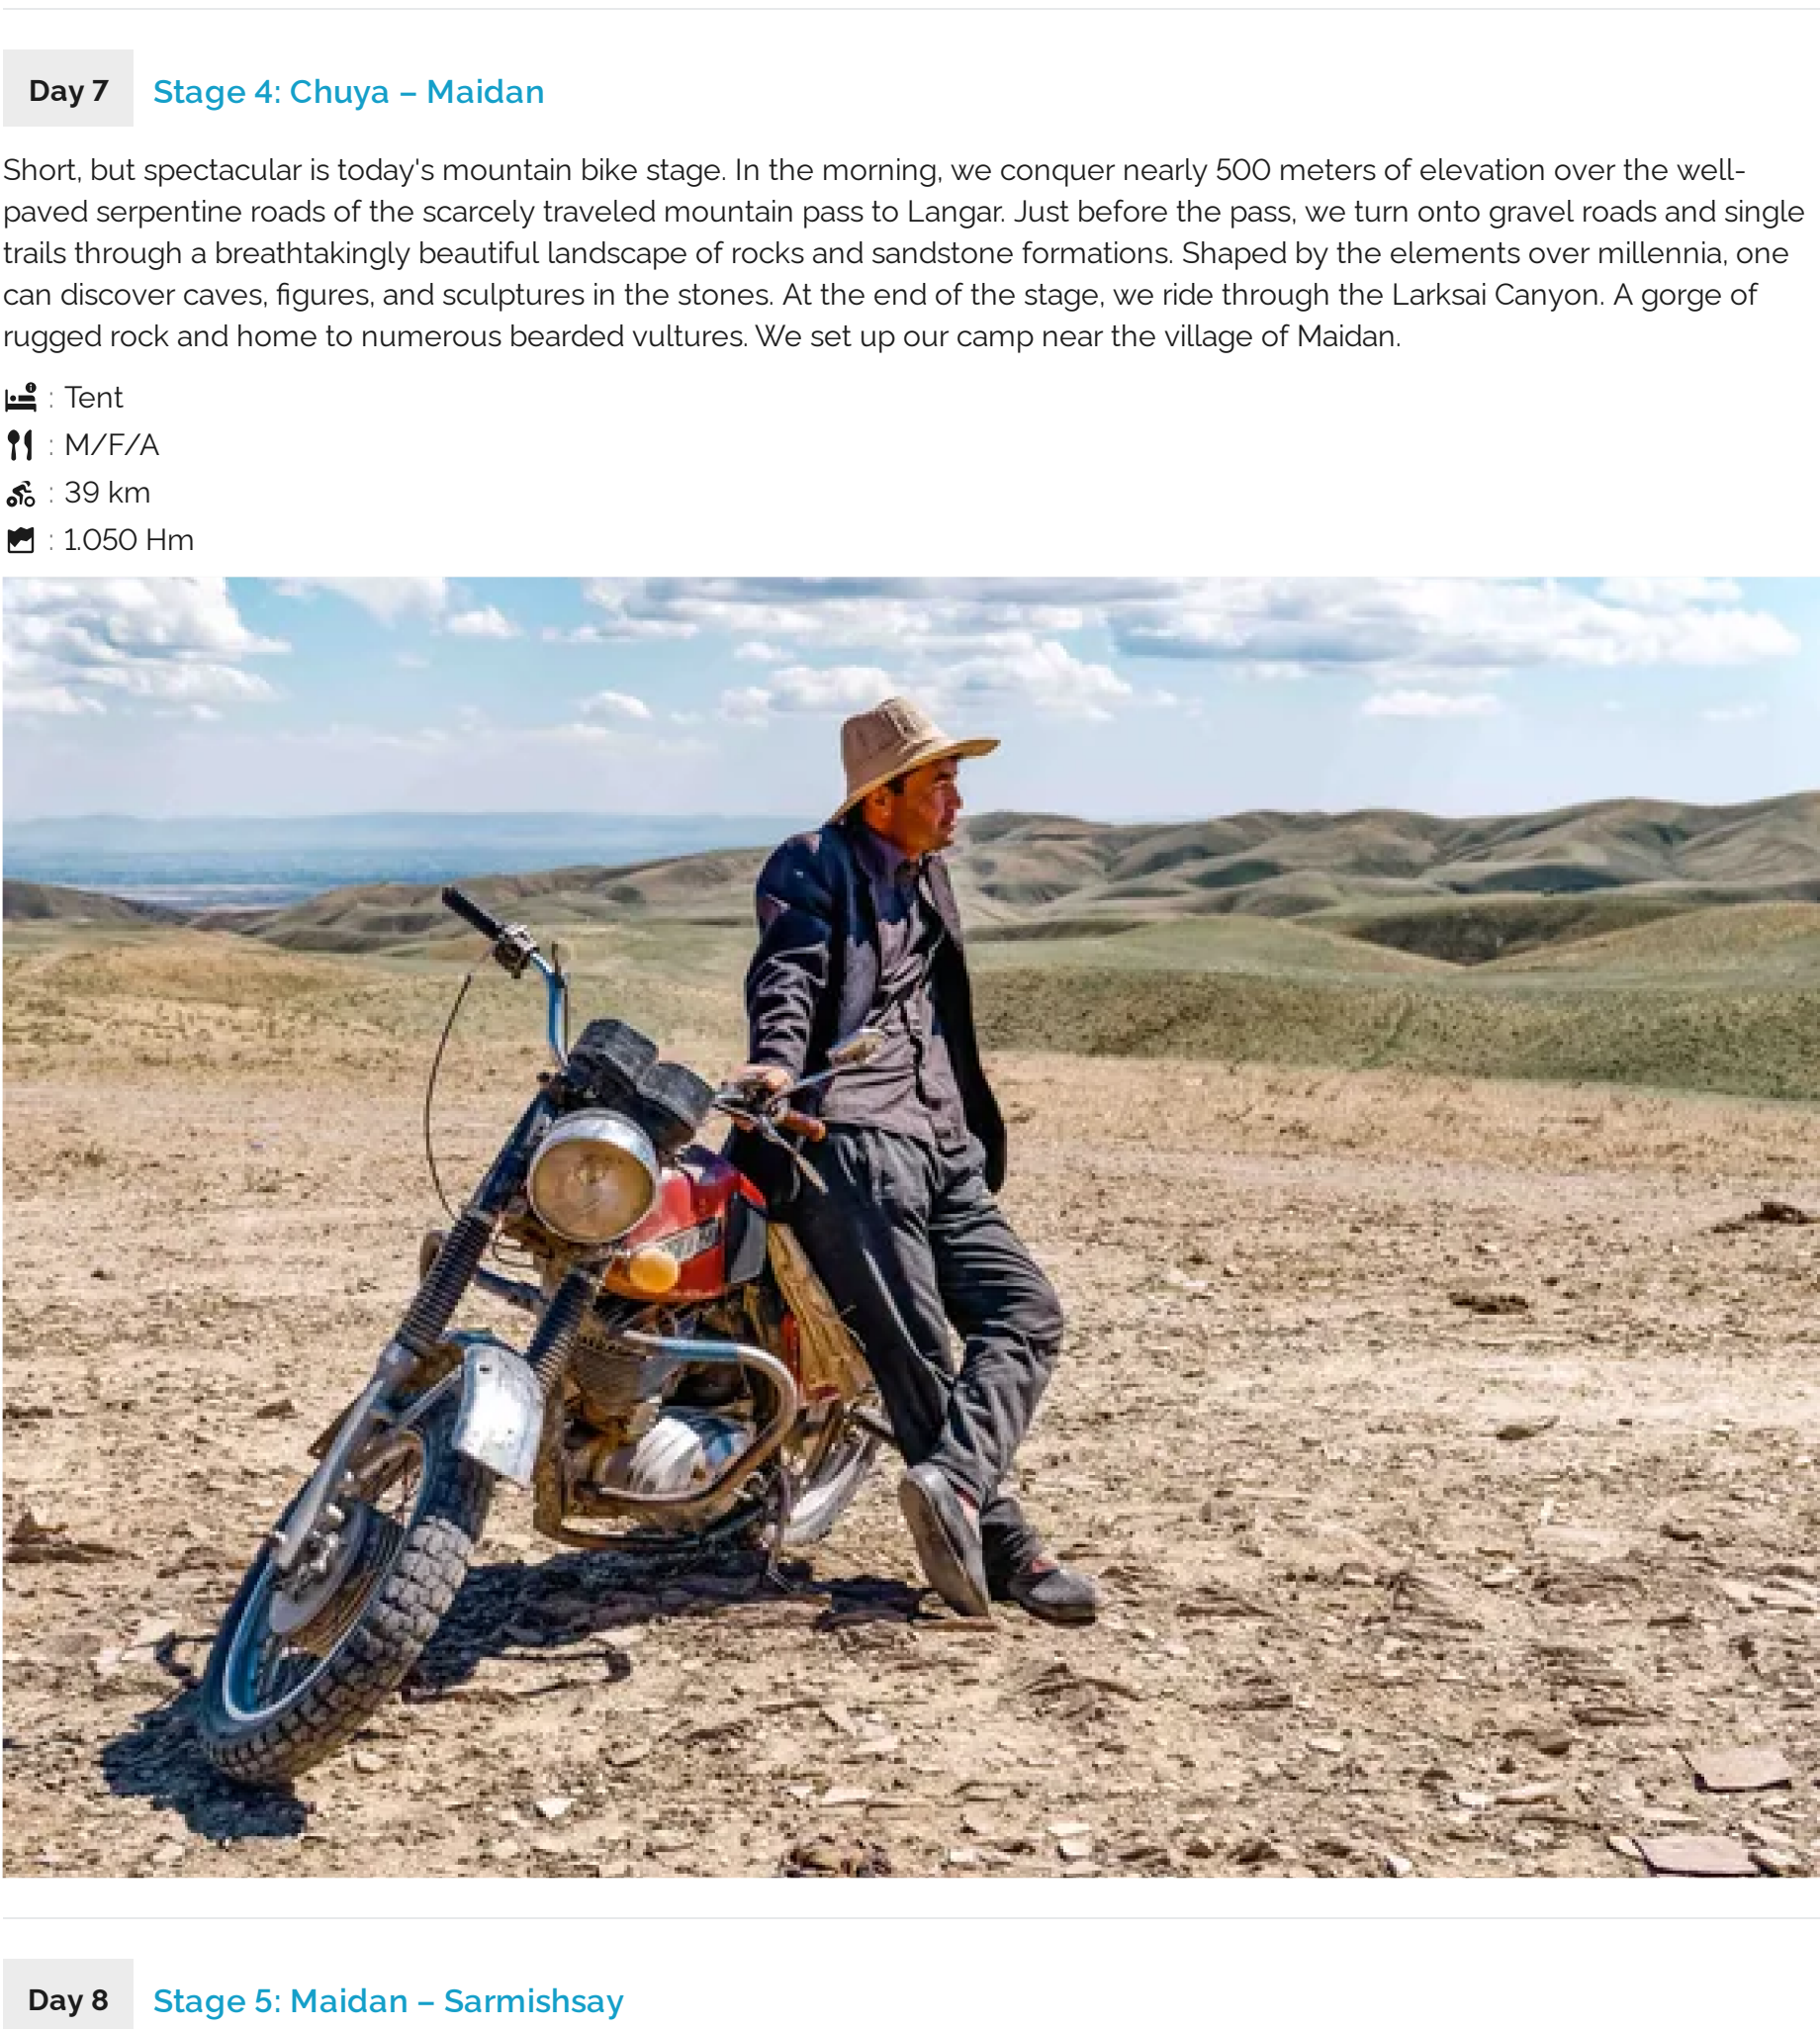 Day 7
Stage 4: Chuya – Maidan
Short, but spectacular is today's mountain bike stage. In the morning, we conquer nearly 500 meters of elevation over the well-
paved serpentine roads of the scarcely traveled mountain pass to Langar. Just before the pass, we turn onto gravel roads and single
trails through a breathtakingly beautiful landscape of rocks and sandstone formations. Shaped by the elements over millennia, one
can discover caves, figures, and sculptures in the stones. At the end of the stage, we ride through the Larksai Canyon. A gorge of
rugged rock and home to numerous bearded vultures. We set up our camp near the village of Maidan.
: Tent
: M/F/A
: 39 km
: 1.050 Hm
Day 8
Stage 5: Maidan – Sarmishsay